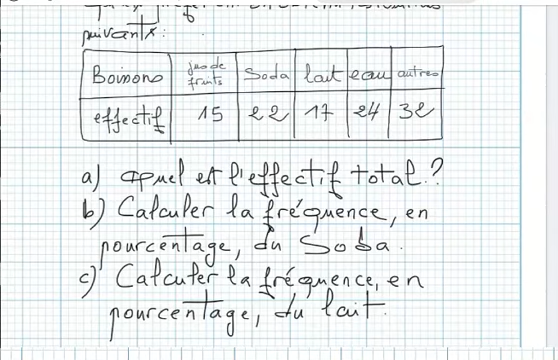 suivants :
Boissons jus de fruits Soda lait eau autres
effectif 15 22 17 24 32
a) Quel est l'effectif total ?
b) Calculer la fréquence, en
pourcentage, du Soda.
c) Calculer la fréquence, en
pourcentage, du lait.